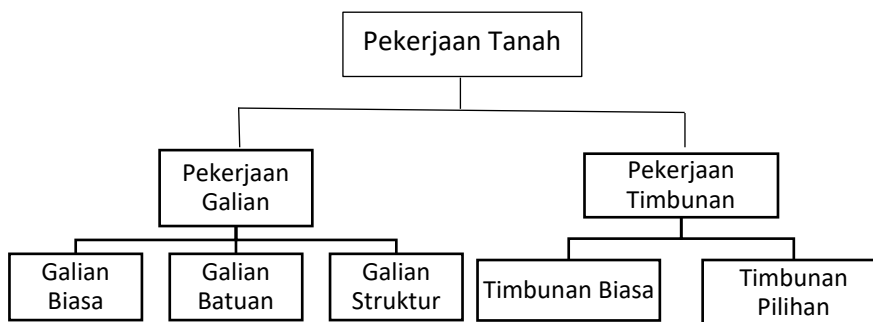 Pekerjaan Tanah
Pekerjaan
Galian
Pekerjaan
Timbunan
Galian
Biasa
Galian
Batuan
Galian
Struktur
Timbunan Biasa
Timbunan
Pilihan